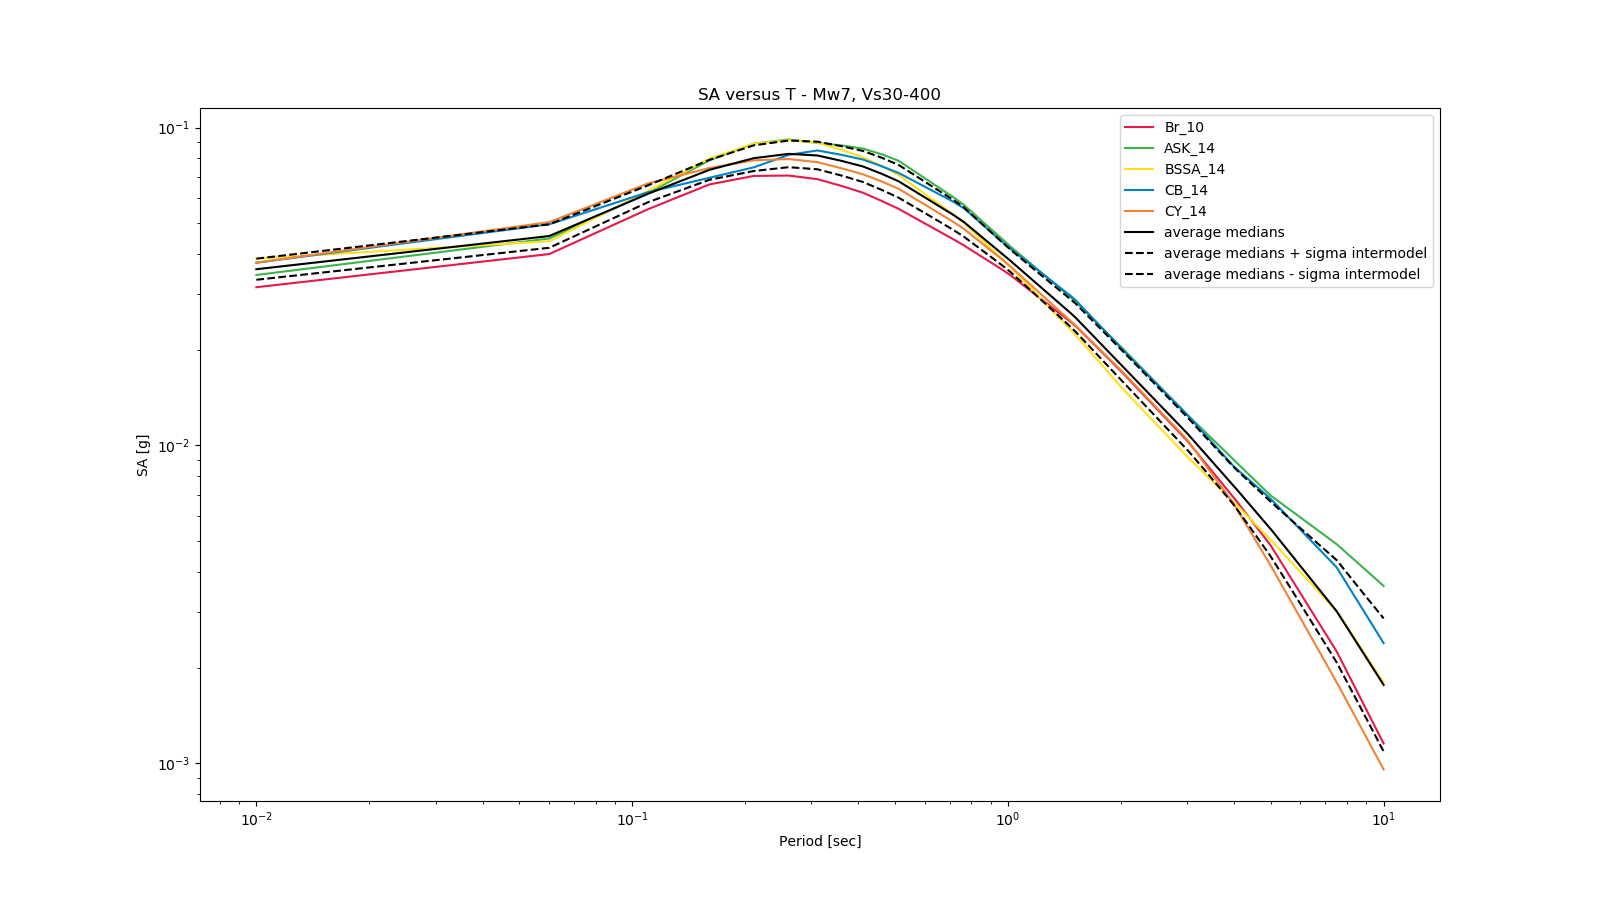 SA versus T - Mw7, Vs30-400
10⁻¹
10⁻²
10⁻³
SA [g]
Br_10
ASK_14
BSSA_14
CB_14
CY_14
average medians
average medians + sigma intermodel
average medians - sigma intermodel
10⁻² 10⁻¹ 10⁰ 10¹
Period [sec]